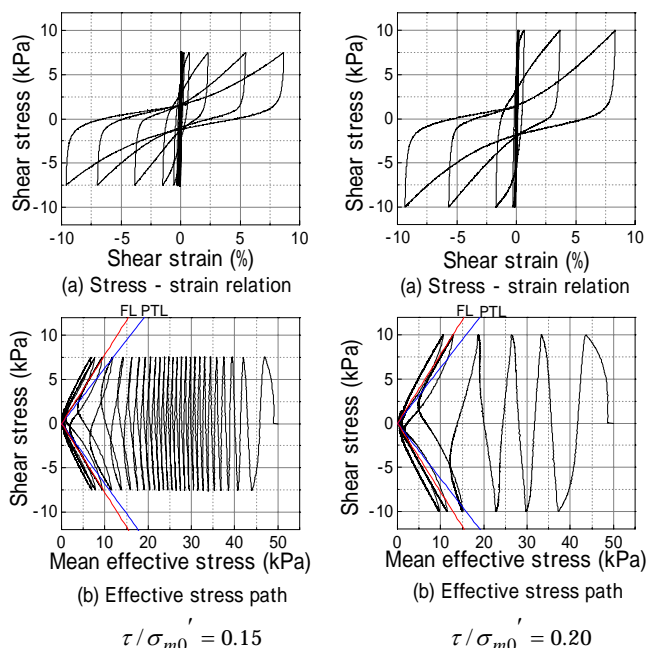 10
5
0
-5
-10
Shear stress (kPa)
-10 -5 0 5 10
Shear strain (%)
(a) Stress - strain relation
10
5
0
-5
-10
Shear stress (kPa)
-10 -5 0 5 10
Shear strain (%)
(a) Stress - strain relation
FL PTL
10
5
0
-5
-10
Shear stress (kPa)
0 10 20 30 40 50
Mean effective stress (kPa)
(b) Effective stress path
FL PTL
10
5
0
-5
-10
Shear stress (kPa)
0 10 20 30 40 50
Mean effective stress (kPa)
(b) Effective stress path
τ/σm0′ = 0.15
τ/σm0′ = 0.20